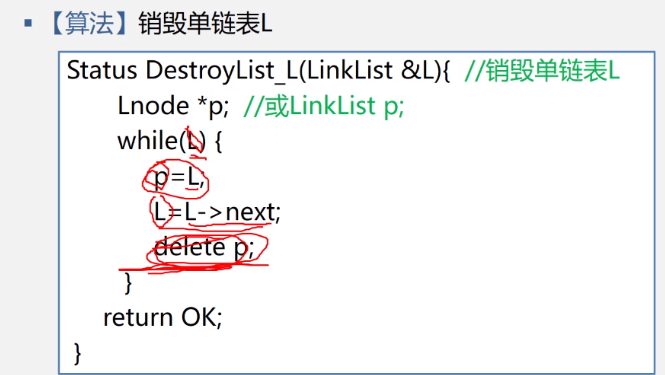 ▪ 【算法】销毁单链表L
Status DestroyList_L(LinkList &L){ //销毁单链表L
Lnode *p; //或LinkList p;
while(L) {
p=L;
L=L->next;
delete p;
}
return OK;
}